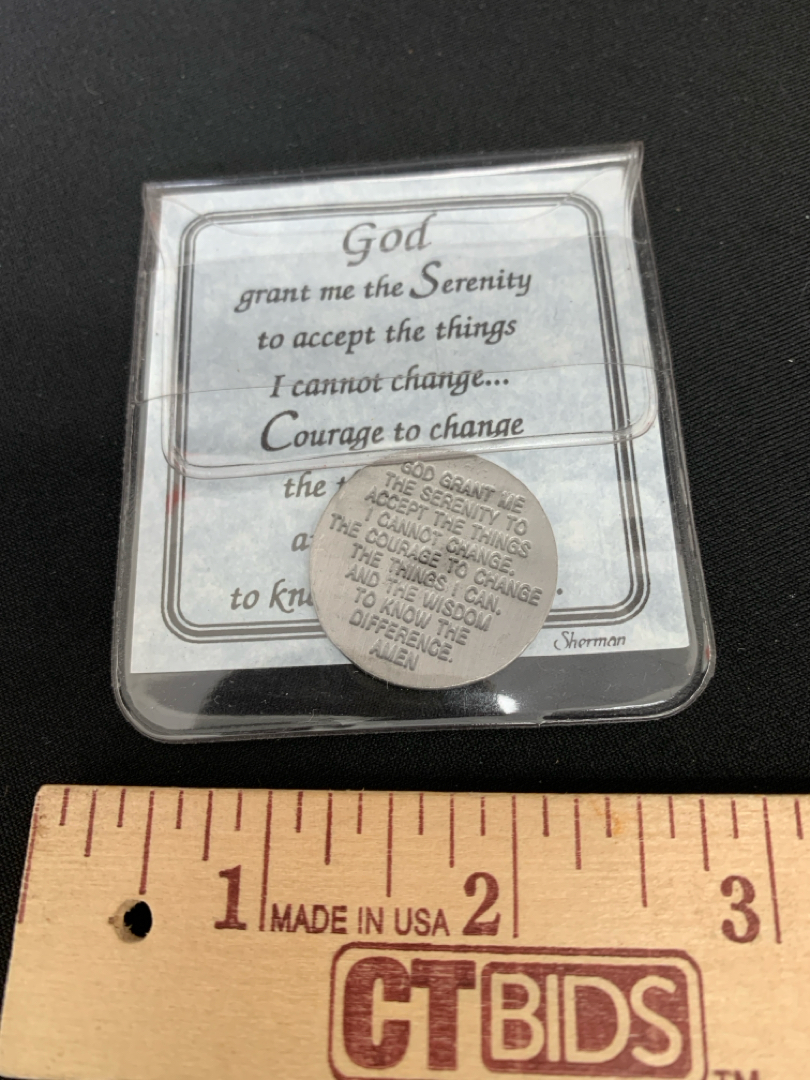 God
grant me the Serenity
to accept the things
I cannot change...
Courage to change
the
to
.
Sherman
GOD GRANT ME
THE SERENITY TO
ACCEPT THE THINGS
I CANNOT CHANGE,
THE COURAGE TO CHANGE
THE THINGS I CAN,
AND THE WISDOM
TO KNOW THE
DIFFERENCE.
AMEN
1 MADE IN USA 2 3
CTBIDS TM